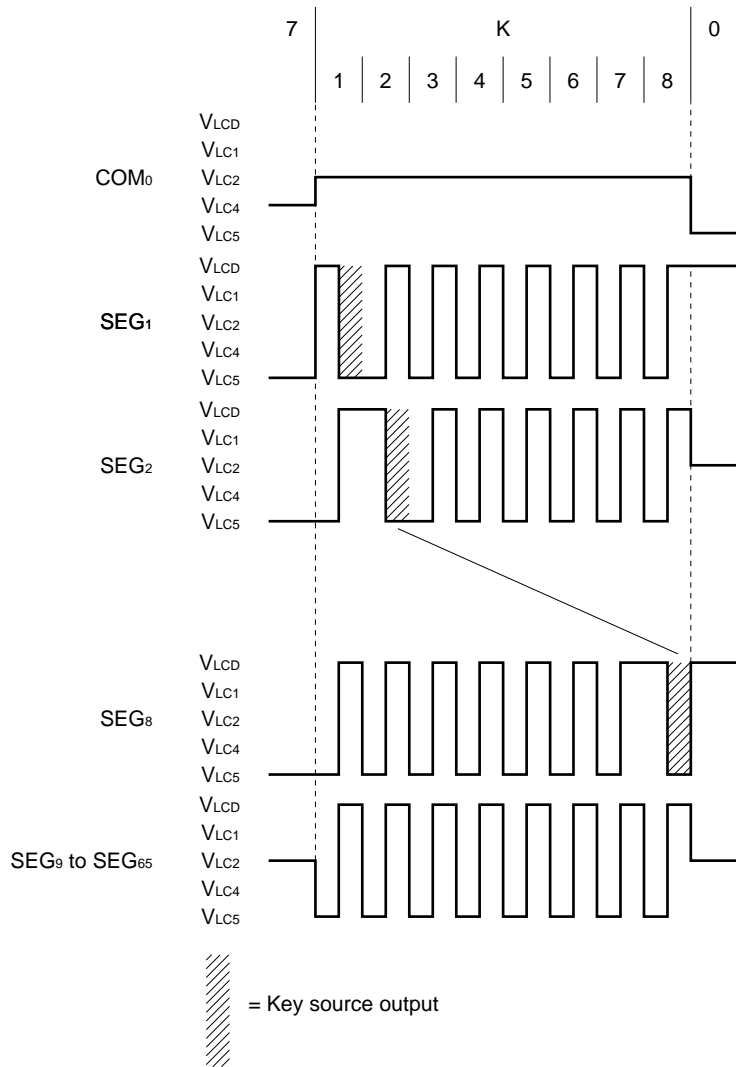 7 K 0
1 2 3 4 5 6 7 8
VLCD
VLC1
COM0 VLC2
VLC4
VLC5
VLCD
VLC1
SEG1 VLC2
VLC4
VLC5
VLCD
VLC1
SEG2 VLC2
VLC4
VLC5
VLCD
VLC1
SEG8 VLC2
VLC4
VLC5
VLCD
VLC1
SEG9 to SEG65 VLC2
VLC4
VLC5
= Key source output